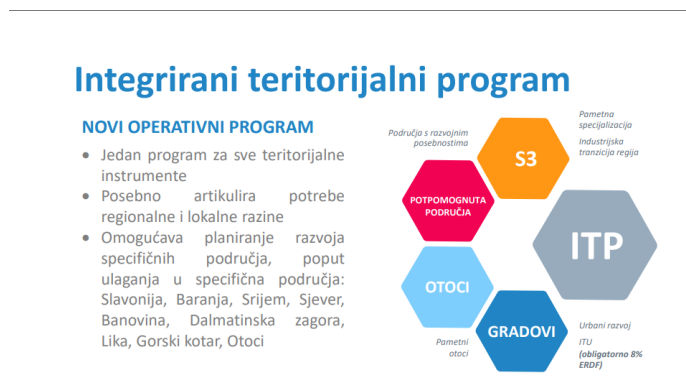 Integrirani teritorijalni program
NOVI OPERATIVNI PROGRAM
• Jedan program za sve teritorijalne
instrumente
• Posebno artikulira potrebe
regionalne i lokalne razine
• Omogućava planiranje razvoja
specifičnih područja, poput
ulaganja u specifična područja:
Slavonija, Baranja, Srijem, Sjever,
Banovina, Dalmatinska zagora,
Lika, Gorski kotar, Otoci
Područja s razvojnim
posebnostima
S3
Pametna
specijalizacija
Industrijska
tranzicija regija
POTPOMOGNUTA
PODRUČJA
ITP
OTOCI
GRADOVI
Pametni
otoci
Urbani razvoj
ITU
(obligatorno 8%
ERDF)